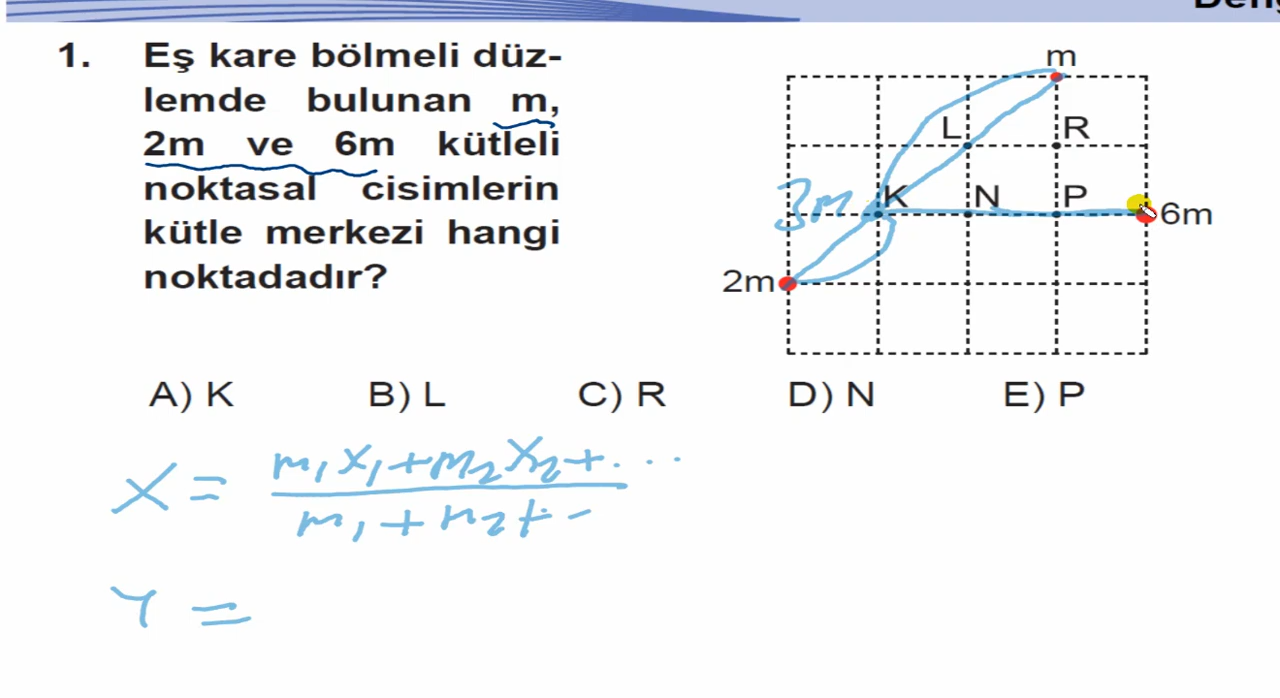 1. Eş kare bölmeli düz-
lemde bulunan m,
2m ve 6m kütleli
noktasal cisimlerin
kütle merkezi hangi
noktadadır?
m
L R
3m K N P 6m
2m
A) K B) L C) R D) N E) P
X = m₁x₁+m₂x₂+...
m₁+m₂+-
Y =